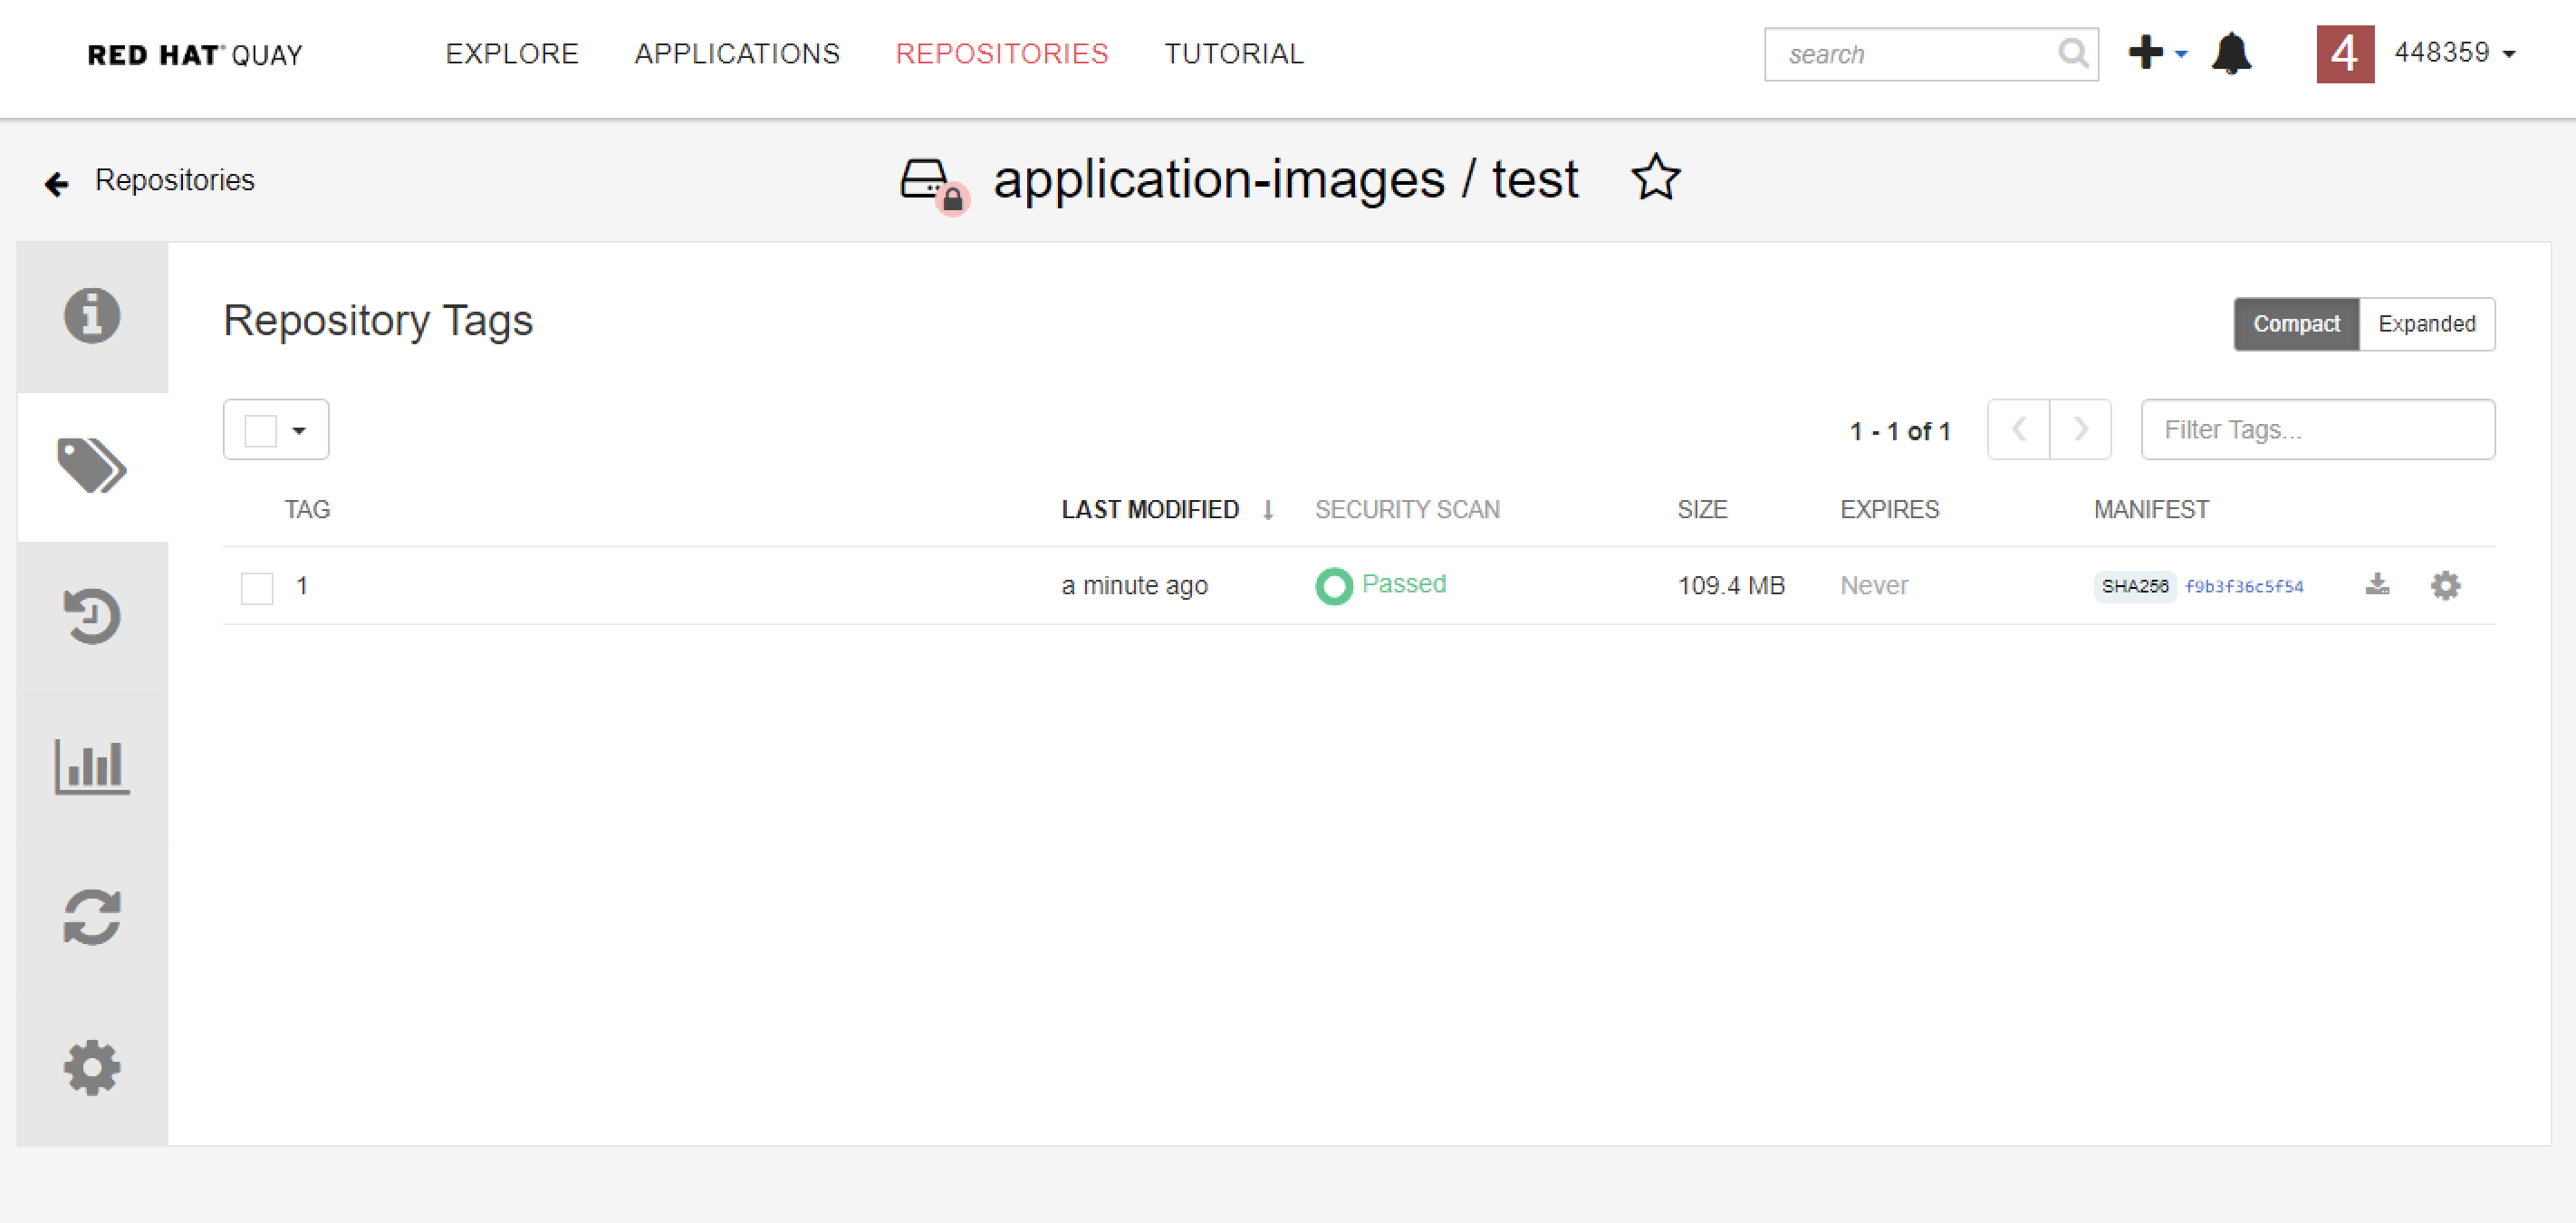 RED HAT QUAY EXPLORE APPLICATIONS REPOSITORIES TUTORIAL search 4 448359
Repositories application-images / test
Repository Tags Compact Expanded
1 - 1 of 1 Filter Tags...
TAG LAST MODIFIED SECURITY SCAN SIZE EXPIRES MANIFEST
1 a minute ago Passed 109.4 MB Never SHA256 f9b3f36c5f54